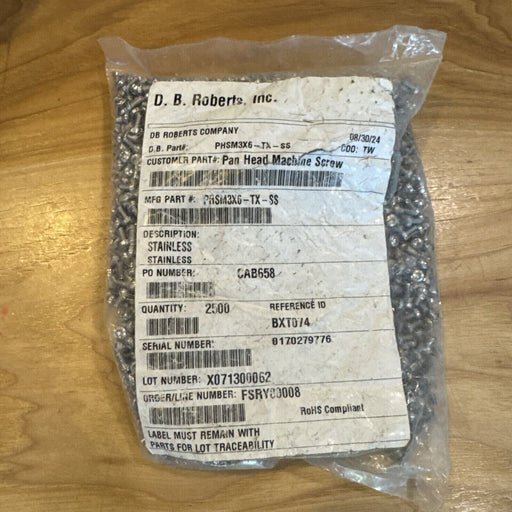 D. B. Roberts, Inc.
DB ROBERTS COMPANY 08/30/24
D.B. Part#: PHSM3X6-TX-SS COO: TW
CUSTOMER PART#: Pan Head Machine Screw
MFG PART #: PHSM3X6-TX-SS
DESCRIPTION:
STAINLESS
STAINLESS
PO NUMBER: CAB658
QUANTITY: 2500 REFERENCE ID
BXT074
SERIAL NUMBER: 0170279776
LOT NUMBER: X071300062
ORDER/LINE NUMBER: FSRY00008
RoHS Compliant
LABEL MUST REMAIN WITH
PARTS FOR LOT TRACEABILITY